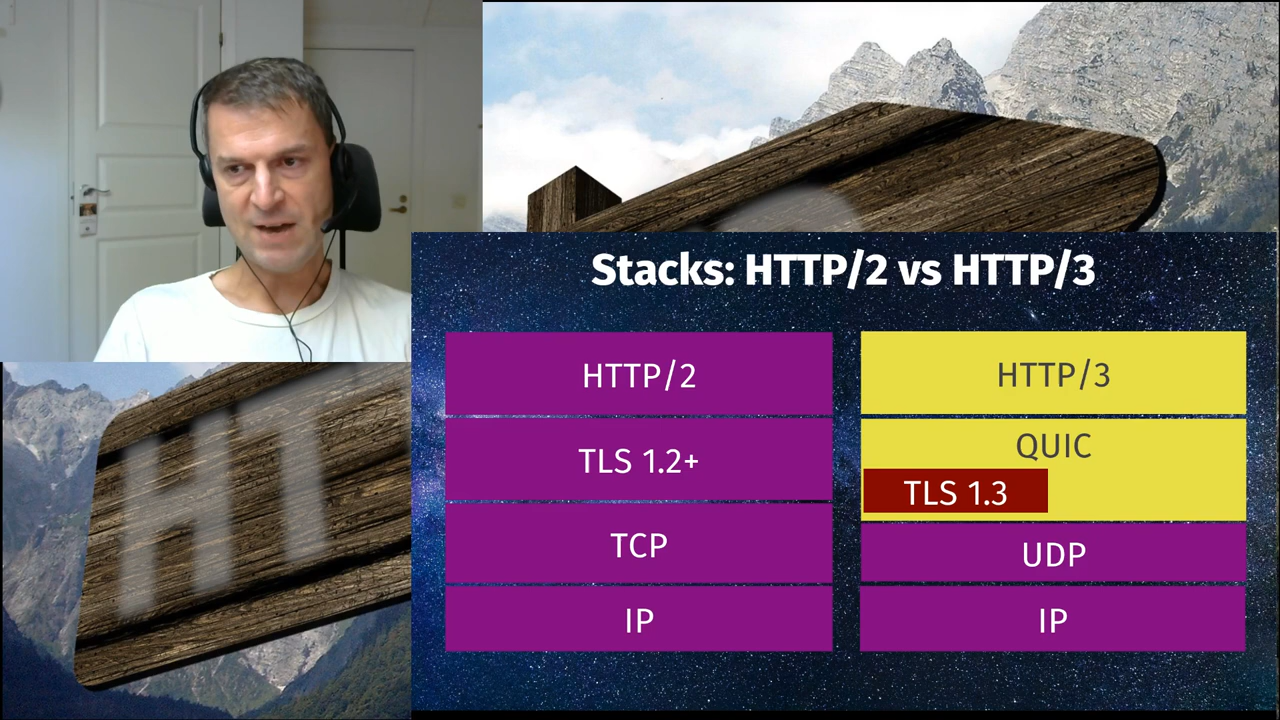 Stacks: HTTP/2 vs HTTP/3
HTTP/2
TLS 1.2+
TCP
IP
HTTP/3
QUIC
TLS 1.3
UDP
IP
HT